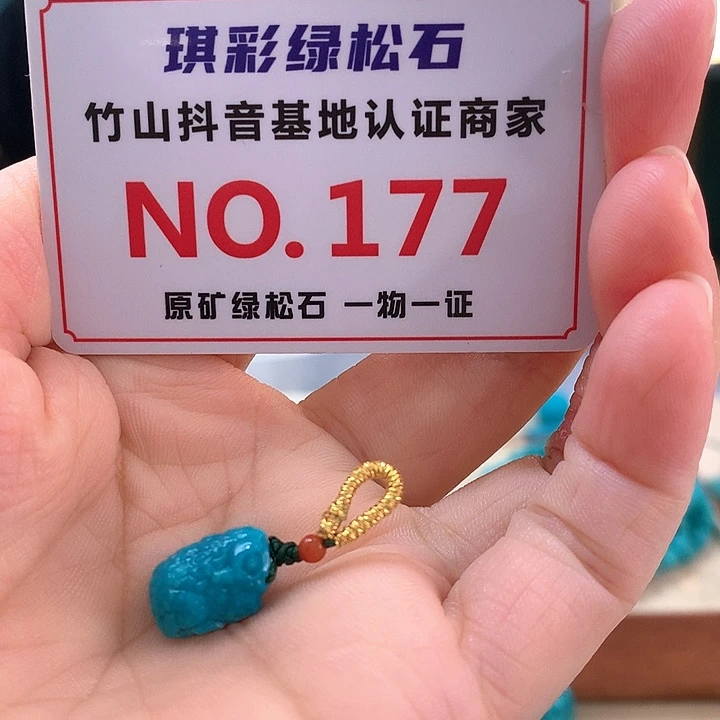 琪彩绿松石
竹山抖音基地认证商家
NO.177
原矿绿松石 一物一证